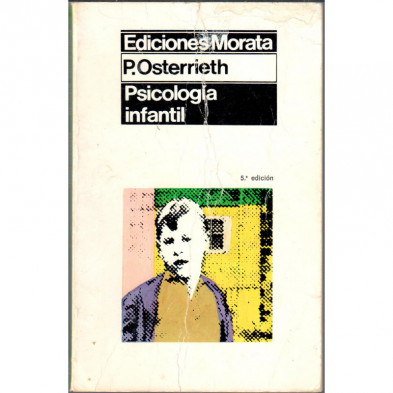 Ediciones Morata
P. Osterrieth
Psicología
infantil
5.ª edición